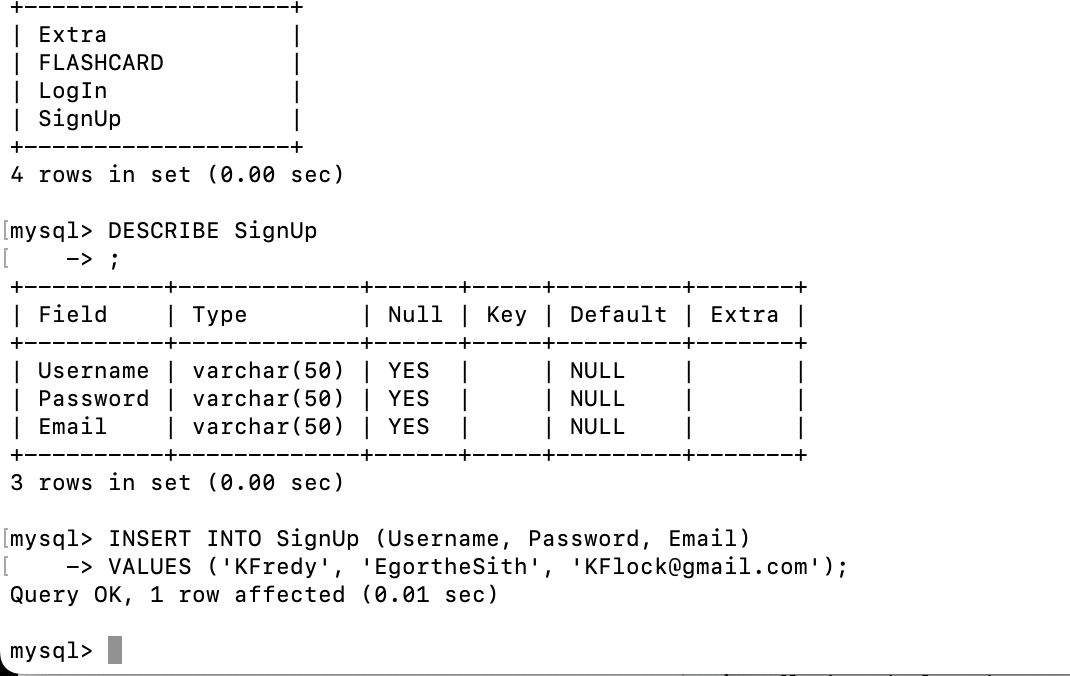 +-------------------+
| Extra             |
| FLASHCARD         |
| LogIn             |
| SignUp            |
+-------------------+
4 rows in set (0.00 sec)
[mysql> DESCRIBE SignUp
[    -> ;
+----------+-------------+------+-----+---------+-------+
| Field    | Type        | Null | Key | Default | Extra |
+----------+-------------+------+-----+---------+-------+
| Username | varchar(50) | YES  |     | NULL    |       |
| Password | varchar(50) | YES  |     | NULL    |       |
| Email    | varchar(50) | YES  |     | NULL    |       |
+----------+-------------+------+-----+---------+-------+
3 rows in set (0.00 sec)
[mysql> INSERT INTO SignUp (Username, Password, Email)
[    -> VALUES ('KFredy', 'EgortheSith', 'KFlock@gmail.com');
Query OK, 1 row affected (0.01 sec)
mysql>